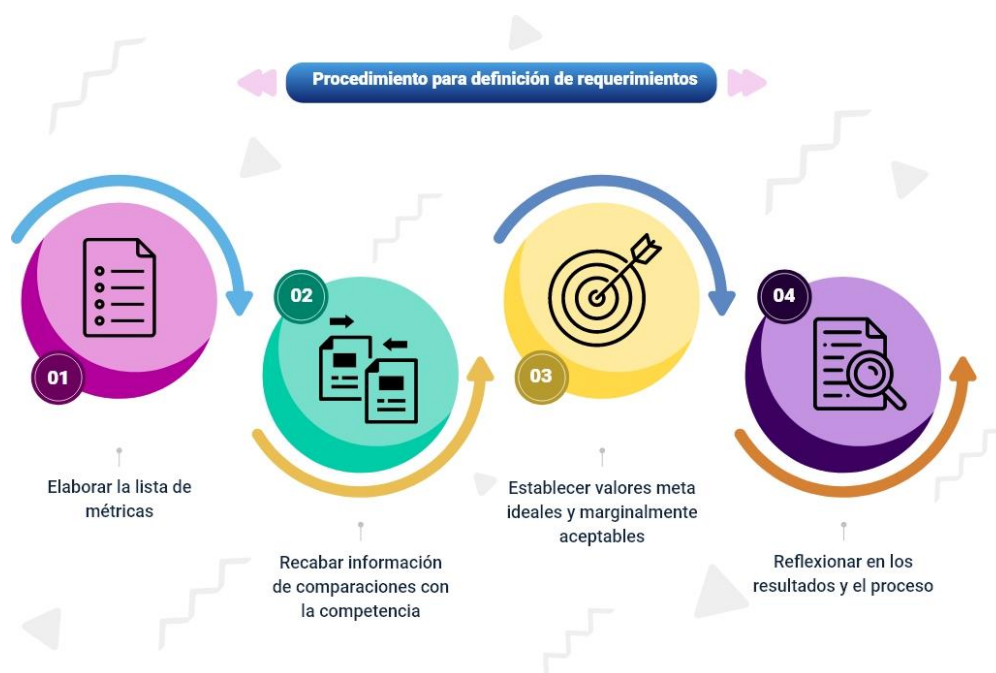 Procedimiento para definición de requerimientos
01
Elaborar la lista de
métricas
02
Recabar información
de comparaciones con
la competencia
03
Establecer valores meta
ideales y marginalmente
aceptables
04
Reflexionar en los
resultados y el proceso